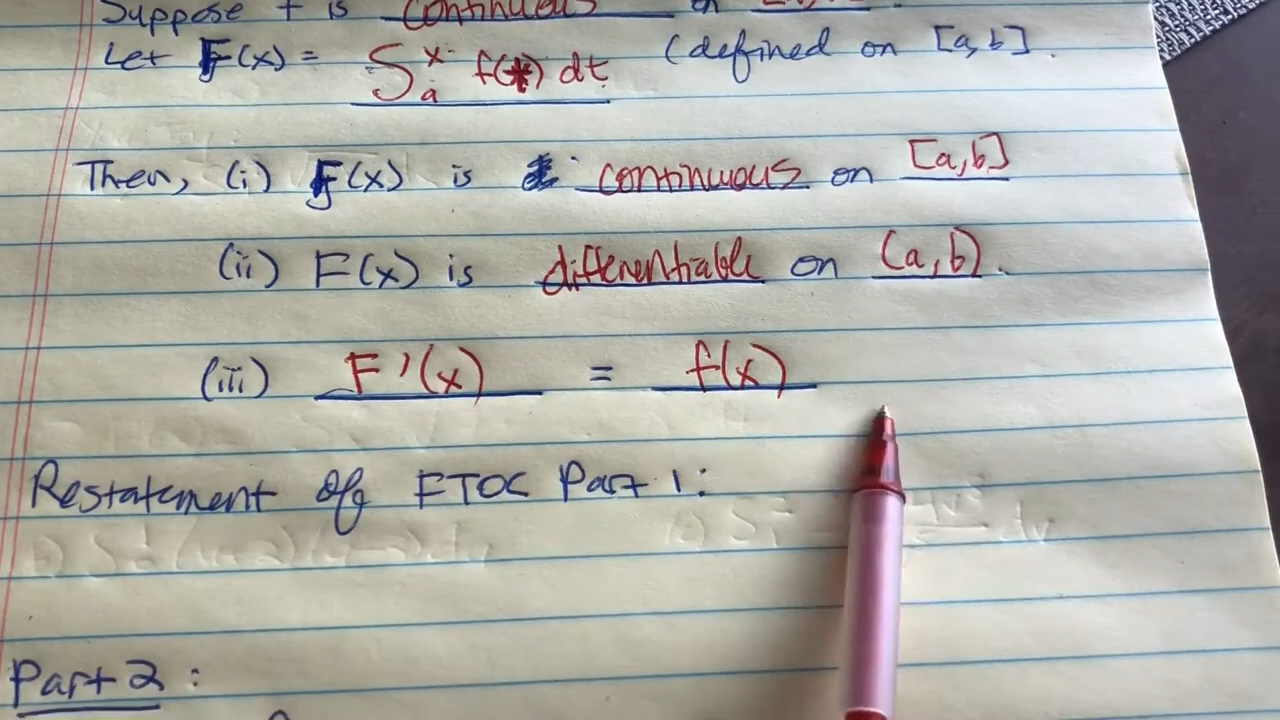 Suppose f is continuous on
Let F(x) = ∫ₐˣ f(t) dt (defined on [a,b].
Then, (i) F(x) is continuous on [a,b]
(ii) F(x) is differentiable on (a,b).
(iii) F'(x) = f(x)
Restatement of FTOC Part 1:
Part 2: